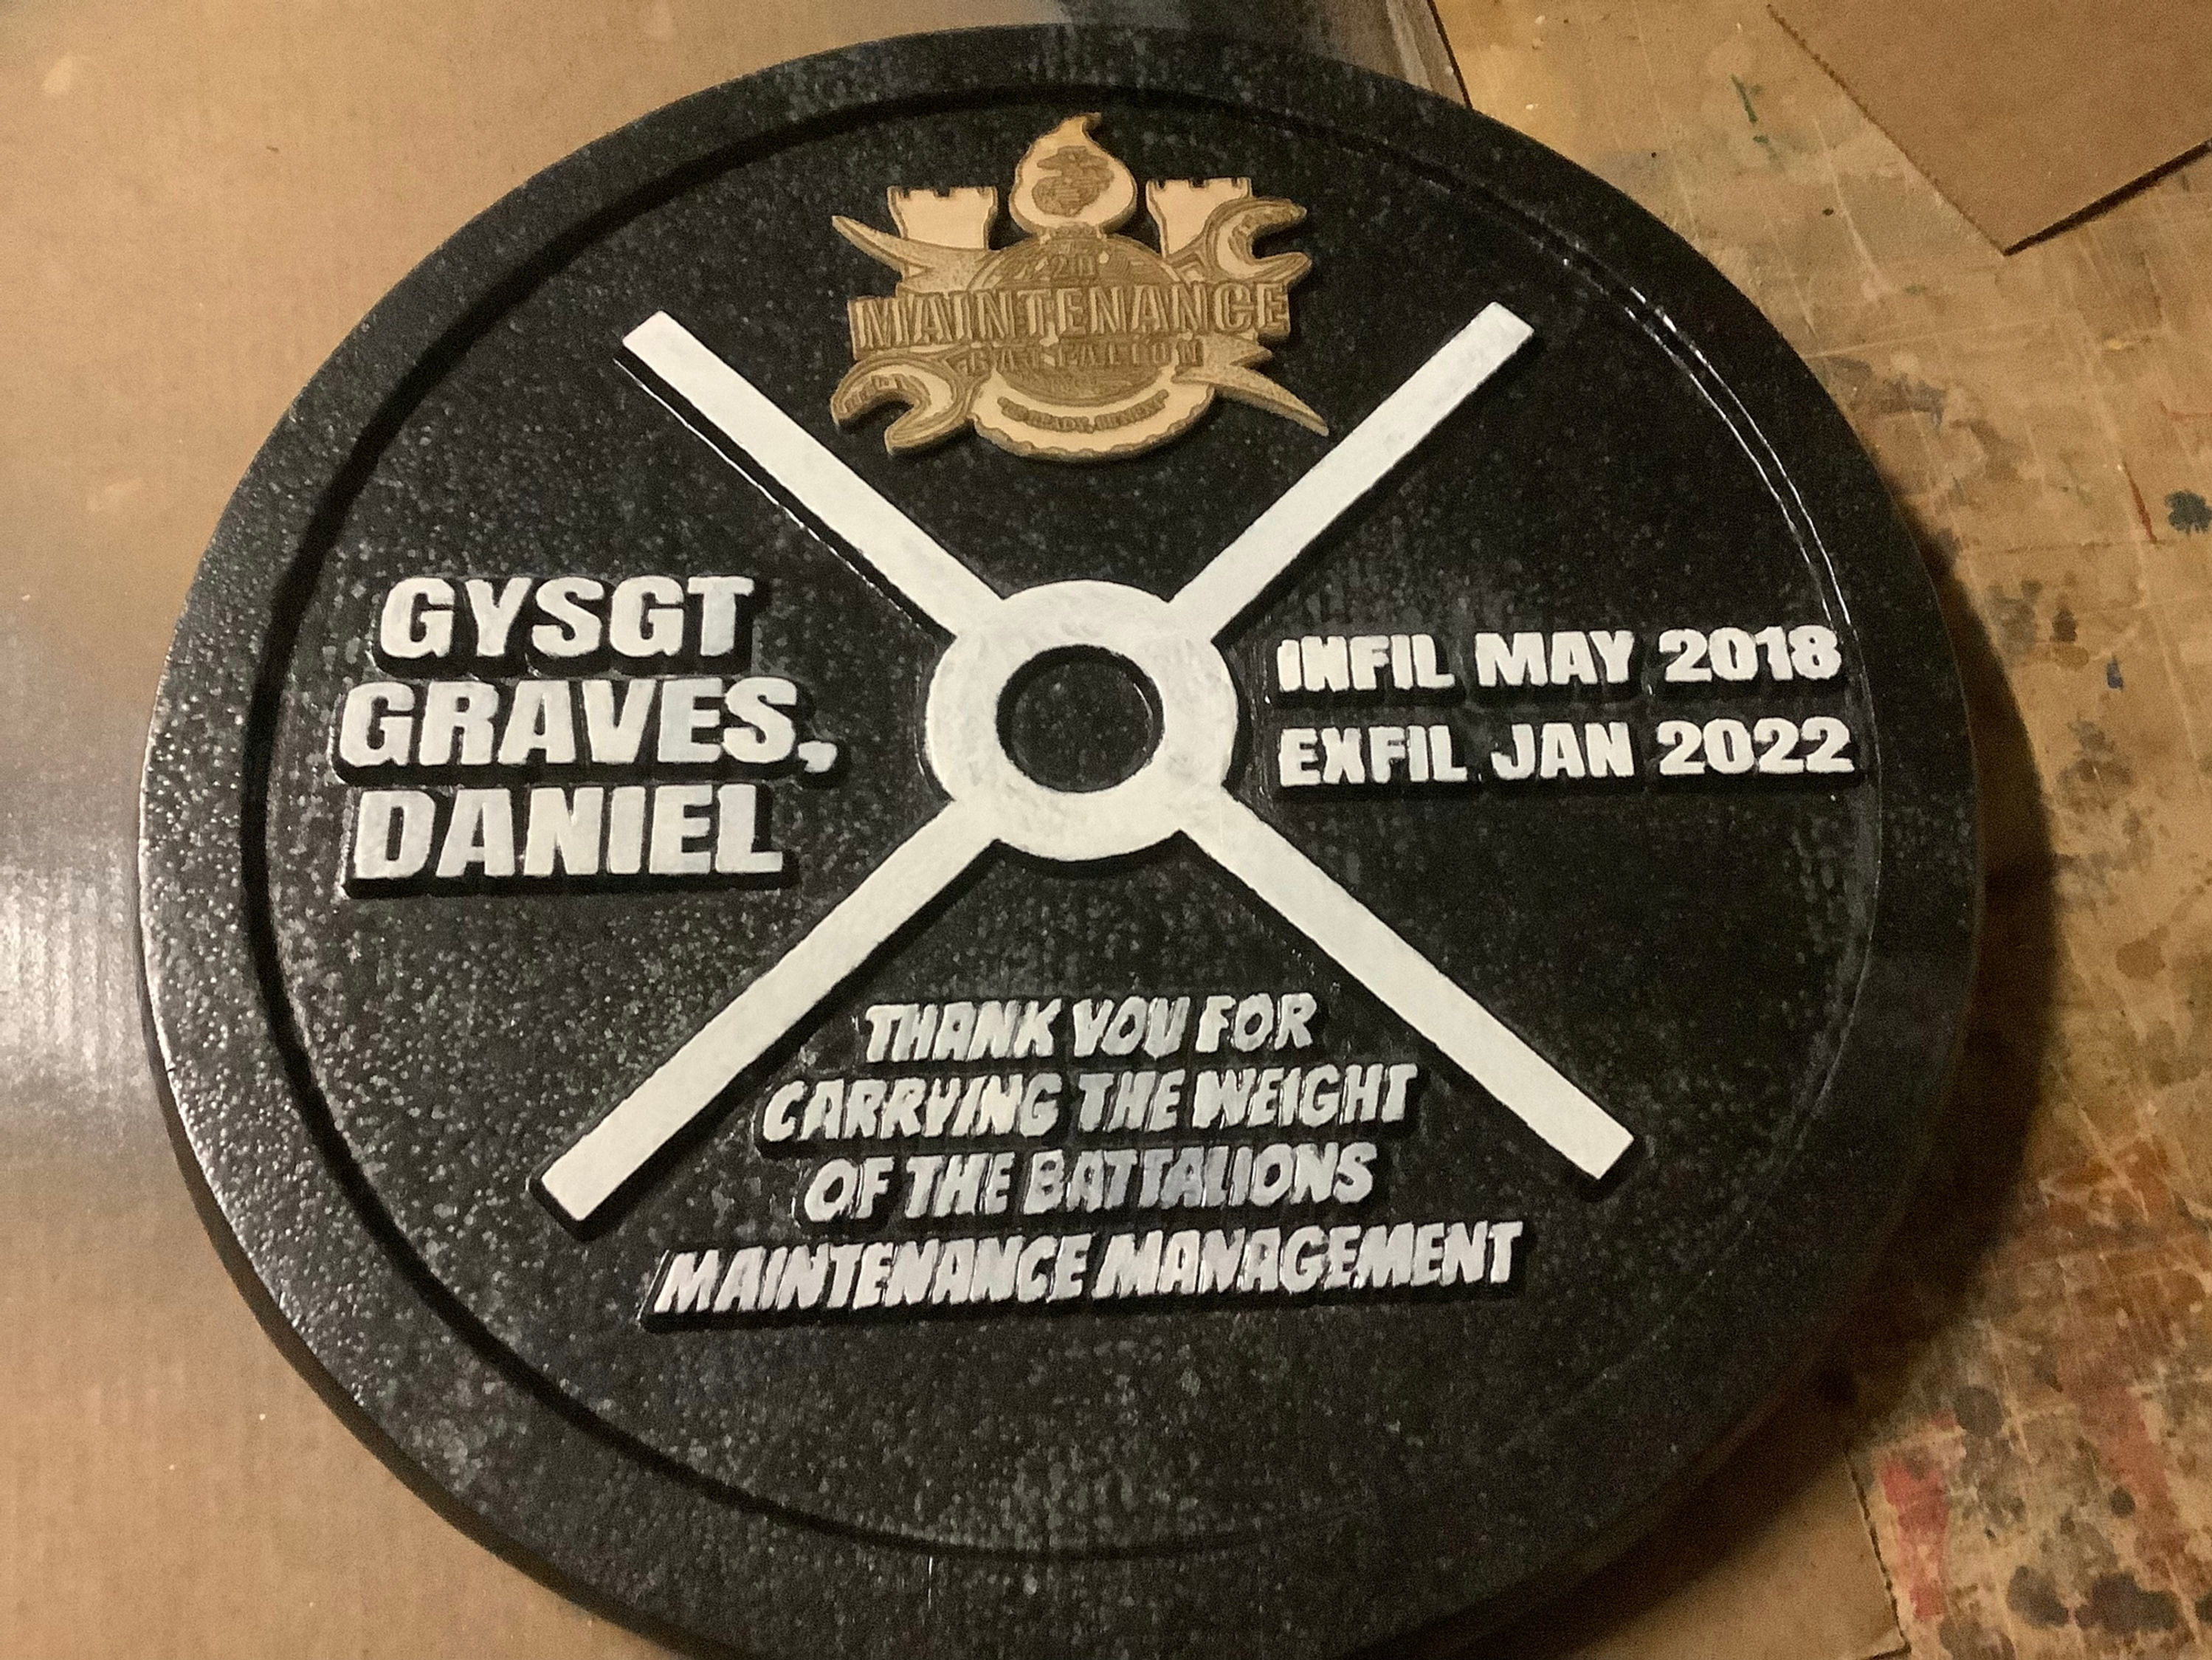 2D
MAINTENANCE
BATTALION
GYSGT
GRAVES,
DANIEL
INFIL MAY 2018
EXFIL JAN 2022
THANK YOU FOR
CARRYING THE WEIGHT
OF THE BATTALIONS
MAINTENANCE MANAGEMENT